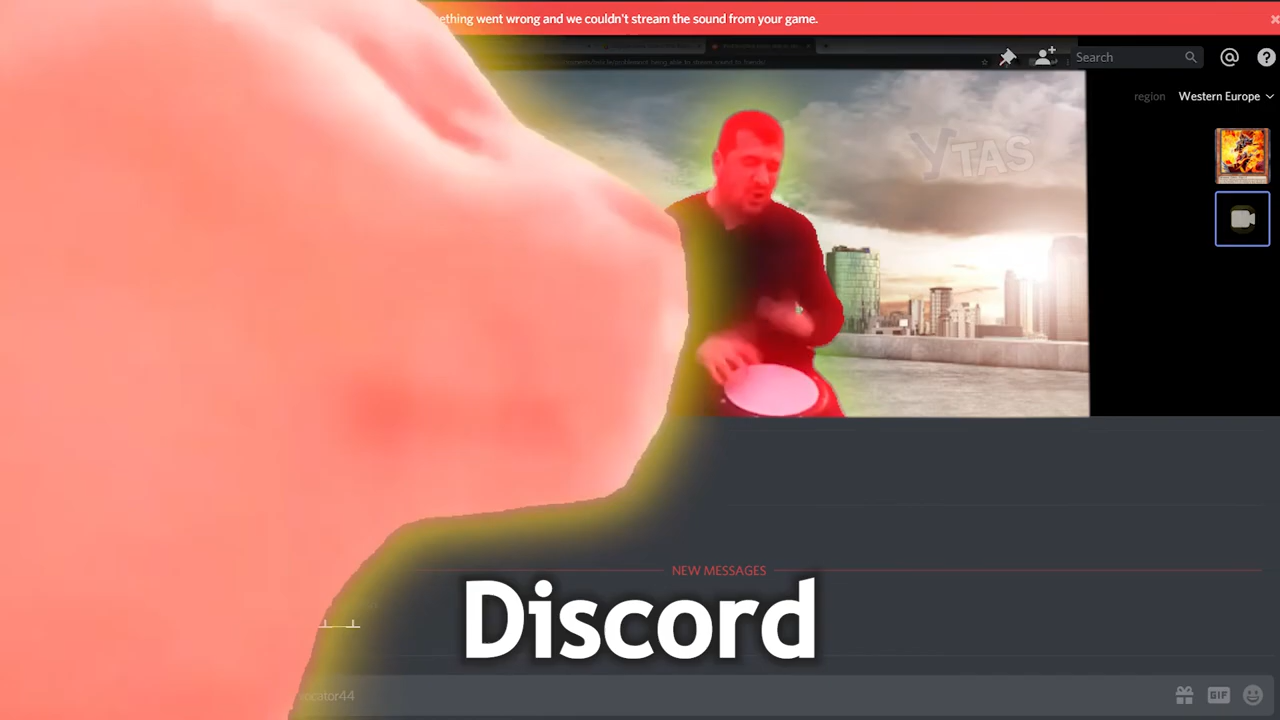 ething went wrong and we couldn't stream the sound from your game.
Search
region Western Europe
YTAS
NEW MESSAGES
Discord
vocator44
GIF